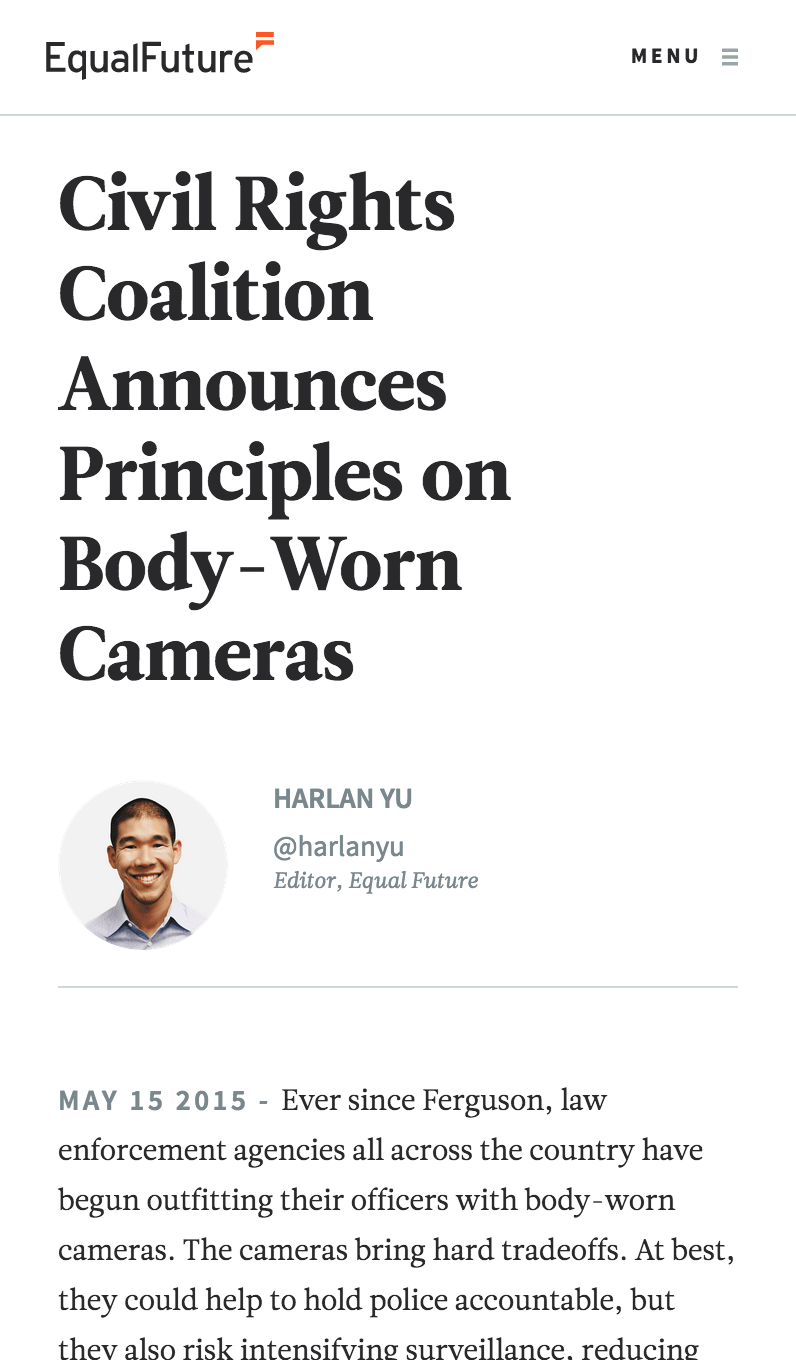 EqualFuture
MENU
Civil Rights
Coalition
Announces
Principles on
Body-Worn
Cameras
HARLAN YU
@harlanyu
Editor, Equal Future
MAY 15 2015 - Ever since Ferguson, law
enforcement agencies all across the country have
begun outfitting their officers with body-worn
cameras. The cameras bring hard tradeoffs. At best,
they could help to hold police accountable, but
they also risk intensifying surveillance, reducing